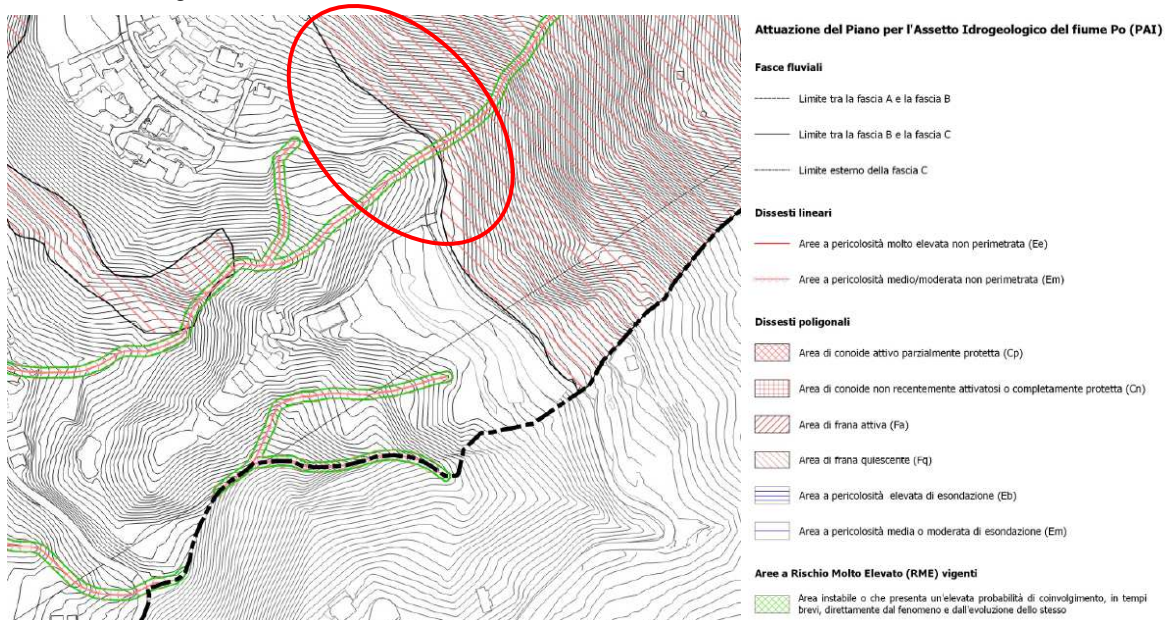 Attuazione del Piano per l'Assetto Idrogeologico del fiume Po (PAI)
Fasce fluviali
Limite tra la fascia A e la fascia B
Limite tra la fascia B e la fascia C
Limite esterno della fascia C
Dissesti lineari
Aree a pericolosità molto elevata non perimetrata (Ee)
Aree a pericolosità medio/moderata non perimetrata (Em)
Dissesti poligonali
Area di conoide attivo parzialmente protetta (Cp)
Area di conoide non recentemente attivatosi o completamente protetta (Cn)
Area di frana attiva (Fa)
Area di frana quiescente (Fq)
Area a pericolosità elevata di esondazione (Eb)
Area a pericolosità media o moderata di esondazione (Em)
Aree a Rischio Molto Elevato (RME) vigenti
Area instabile o che presenta un'elevata probabilità di coinvolgimento, in tempi
brevi, direttamente dal fenomeno e dall'evoluzione dello stesso